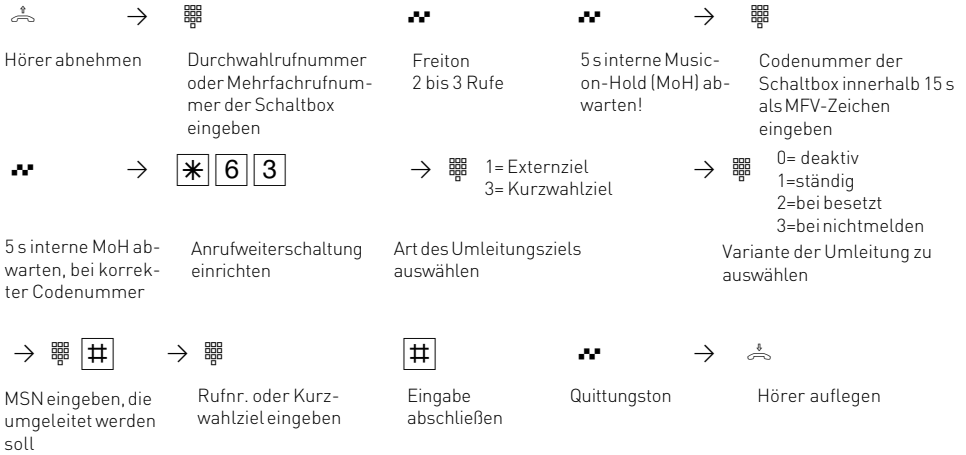 Hörer abnehmen
Durchwahlrufnummer
oder Mehrfachrufnum-
mer der Schaltbox
eingeben
Freiton
2 bis 3 Rufe
5 s interne Music-
on-Hold (MoH) ab-
warten!
Codenummer der
Schaltbox innerhalb 15 s
als MFV-Zeichen
eingeben
* 6 3
1= Externziel
3= Kurzwahlziel
0= deaktiv
1=ständig
2=bei besetzt
3=bei nichtmelden
5 s interne MoH ab-
warten, bei korrek-
ter Codenummer
Anrufweiterschaltung
einrichten
Art des Umleitungsziels
auswählen
Variante der Umleitung zu
auswählen
#
#
MSN eingeben, die
umgeleitet werden
soll
Rufnr. oder Kurz-
wahlziel eingeben
Eingabe
abschließen
Quittungston
Hörer auflegen